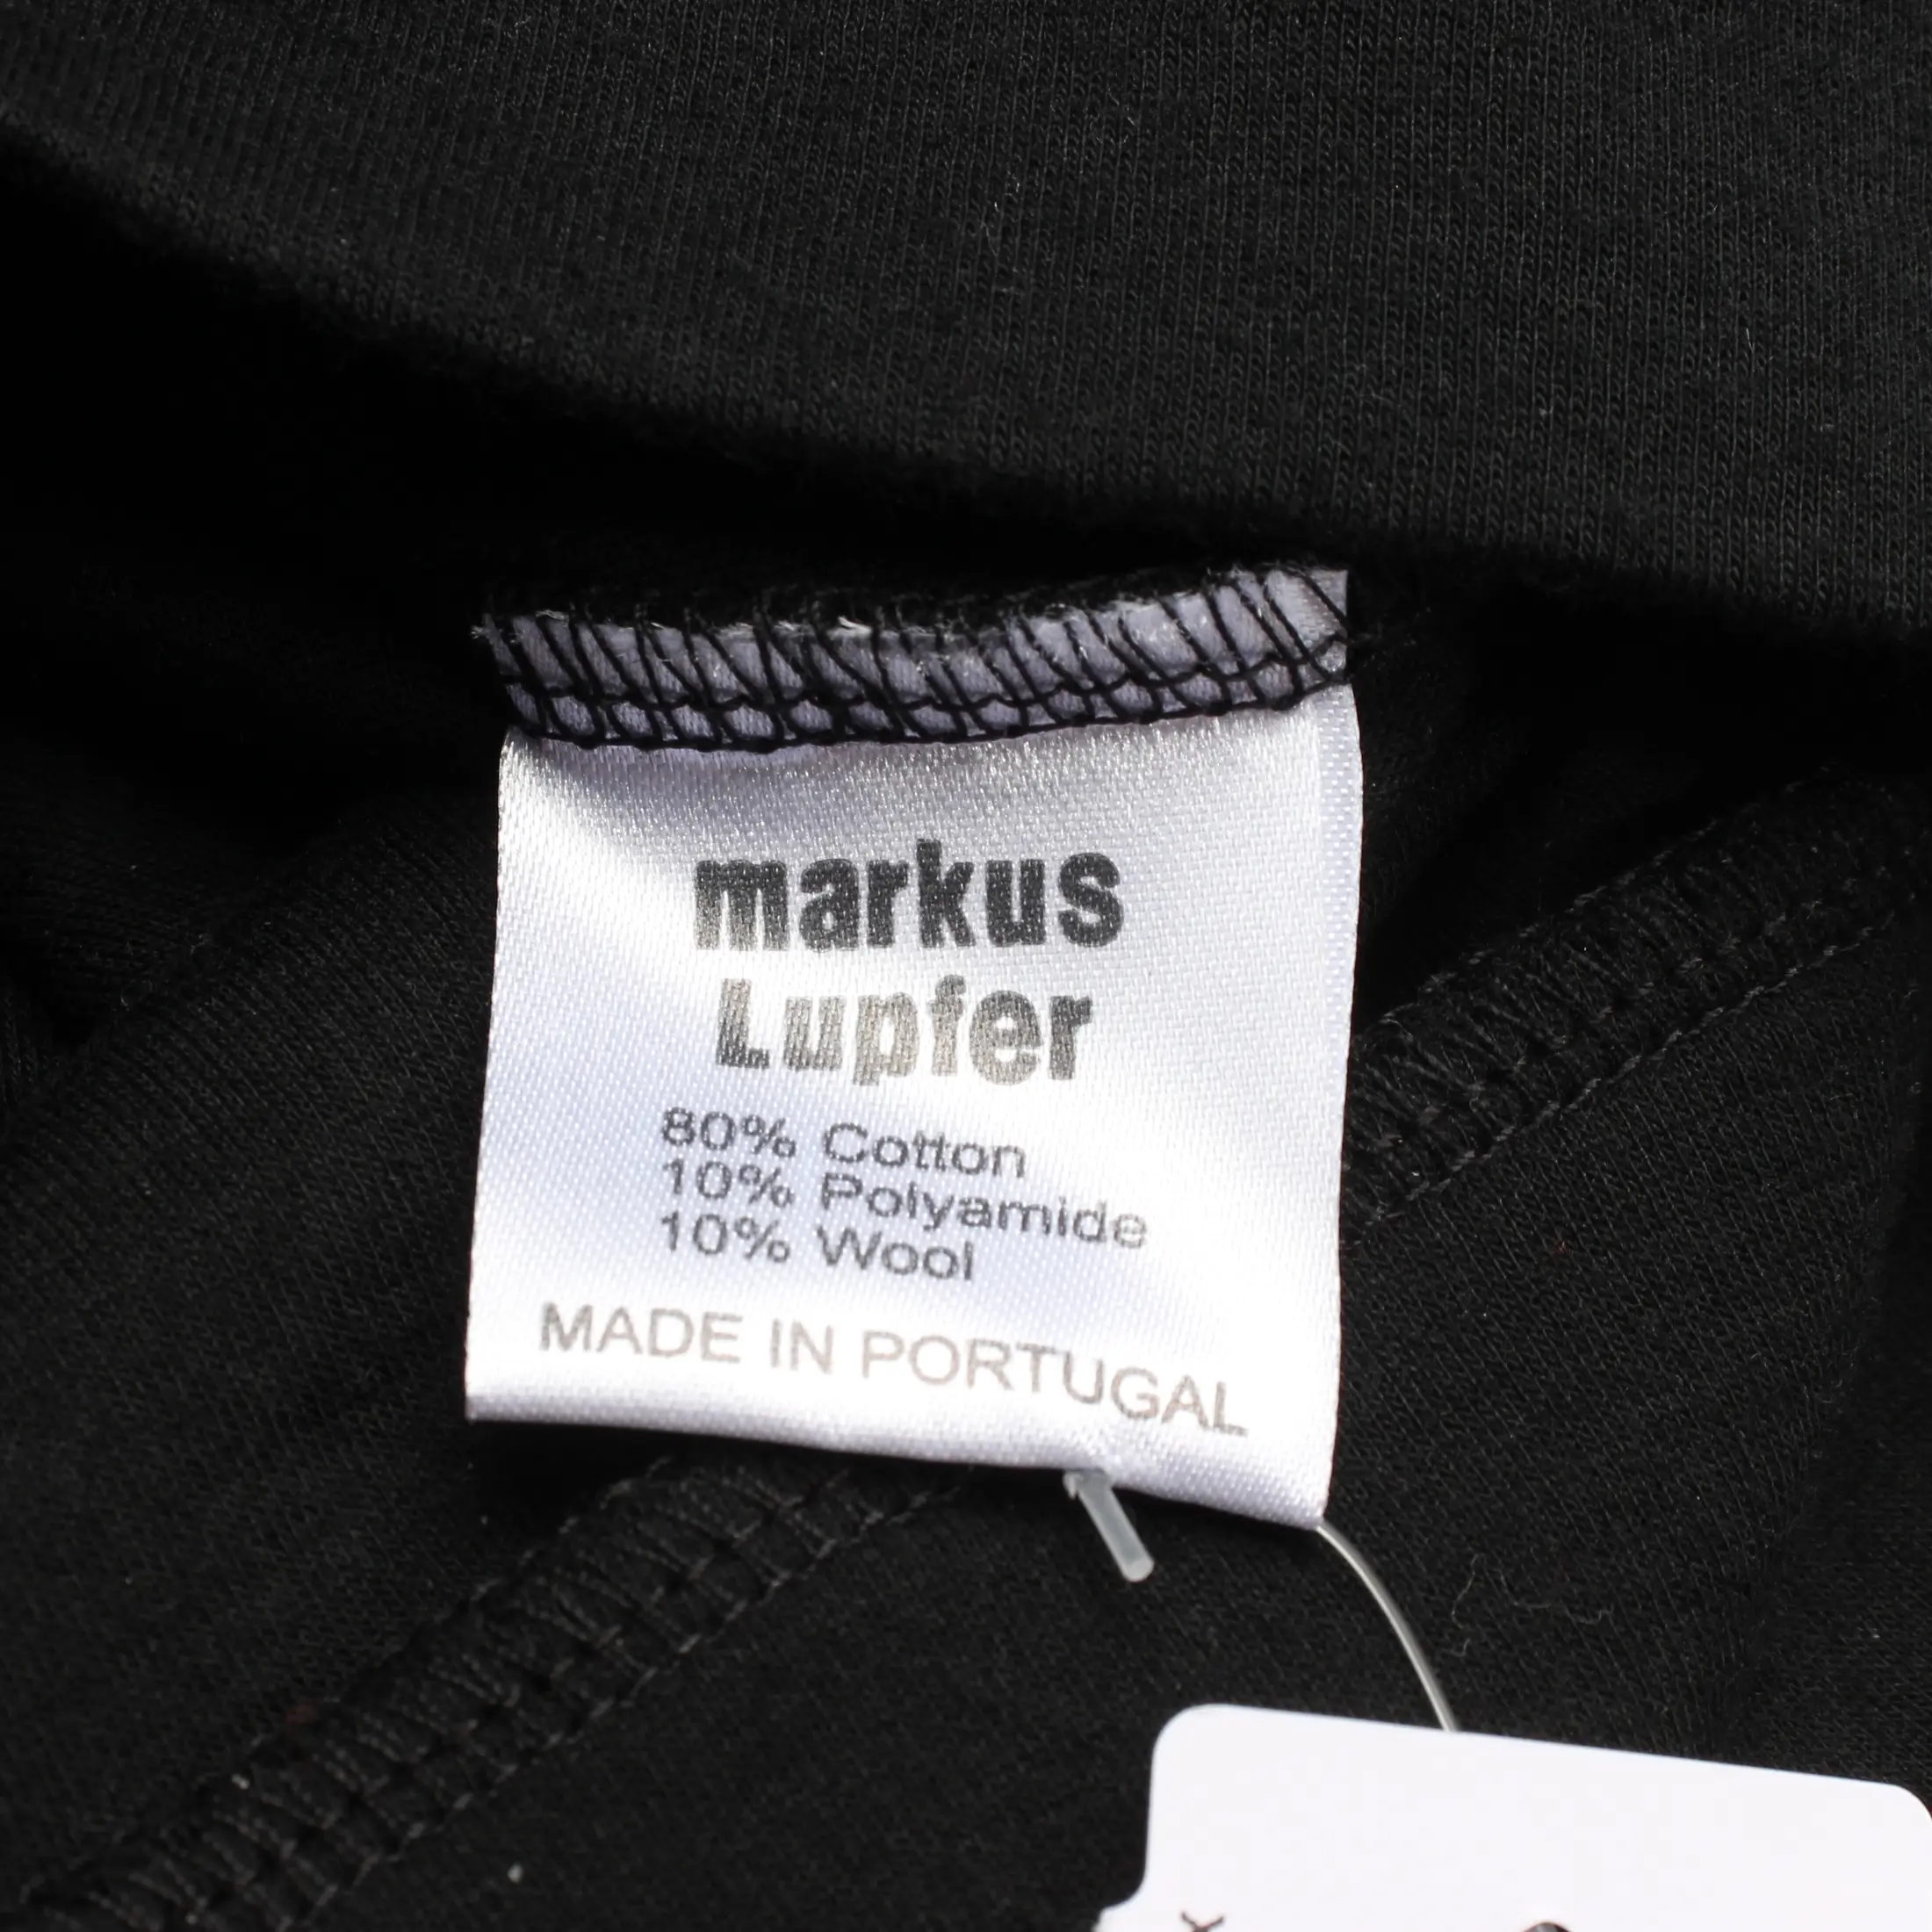 markus
Lupfer
80% Cotton
10% Polyamide
10% Wool
MADE IN PORTUGAL